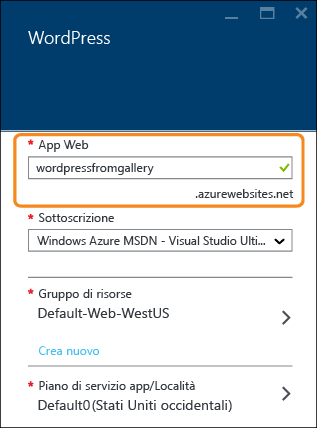 WordPress
* App Web
wordpressfromgallery
.azurewebsites.net
* Sottoscrizione
Windows Azure MSDN - Visual Studio Ulti...
* Gruppo di risorse
Default-Web-WestUS
Crea nuovo
* Piano di servizio app/Località
Default0(Stati Uniti occidentali)